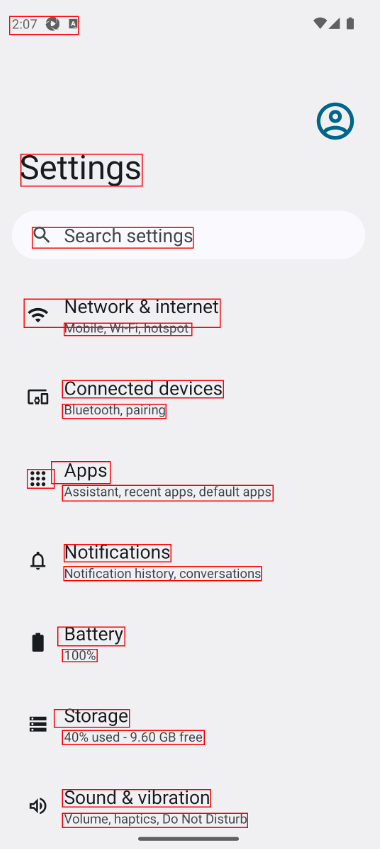 2:07
Settings
Search settings
Network & internet
Mobile, Wi-Fi, hotspot
Connected devices
Bluetooth, pairing
Apps
Assistant, recent apps, default apps
Notifications
Notification history, conversations
Battery
100%
Storage
40% used - 9.60 GB free
Sound & vibration
Volume, haptics, Do Not Disturb